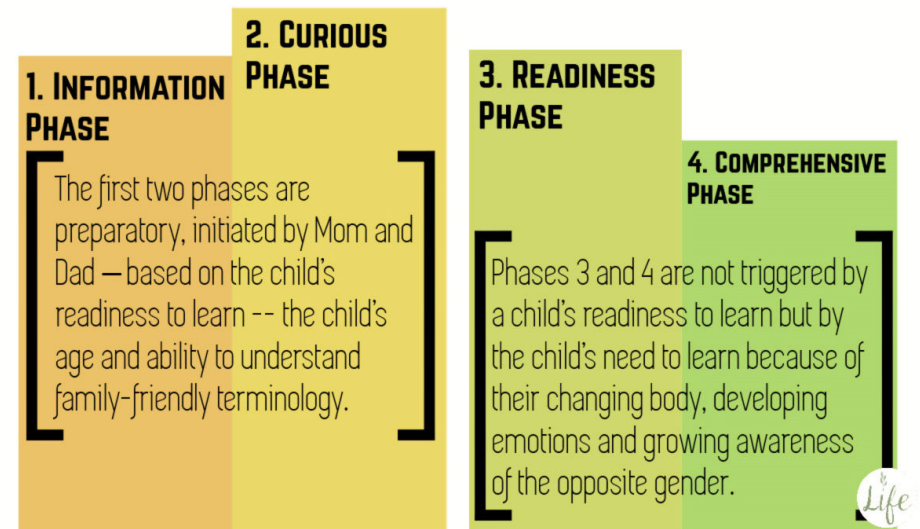 1. INFORMATION
PHASE
2. CURIOUS
PHASE
The first two phases are
preparatory, initiated by Mom and
Dad — based on the child's
readiness to learn -- the child's
age and ability to understand
family-friendly terminology.
3. READINESS
PHASE
4. COMPREHENSIVE
PHASE
Phases 3 and 4 are not triggered by
a child's readiness to learn but by
the child's need to learn because of
their changing body, developing
emotions and growing awareness
of the opposite gender.
Life